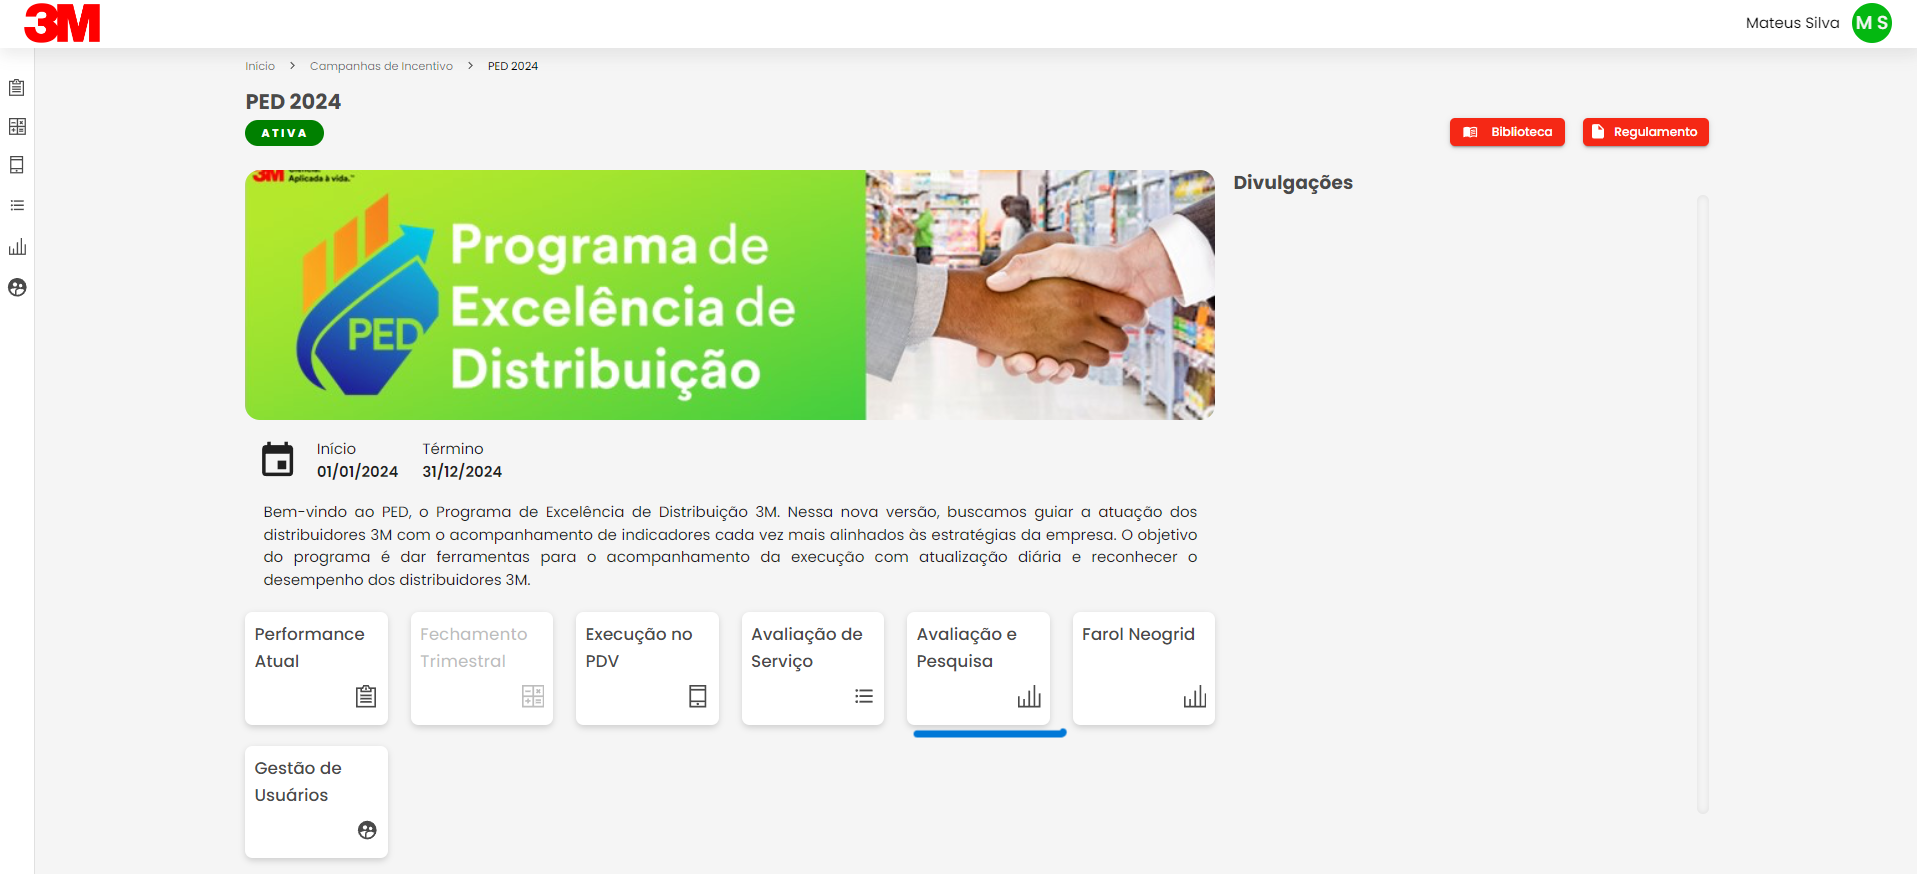 3M
Mateus Silva
MS
Início > Campanhas de Incentivo > PED 2024
PED 2024
ATIVA
Biblioteca
Regulamento
3M
Aplicada à vida.™
Programa de
Excelência de
Distribuição
PED
Divulgações
Início
Término
01/01/2024
31/12/2024
Bem-vindo ao PED, o Programa de Excelência de Distribuição 3M. Nessa nova versão, buscamos guiar a atuação dos
distribuidores 3M com o acompanhamento de indicadores cada vez mais alinhados às estratégias da empresa. O objetivo
do programa é dar ferramentas para o acompanhamento da execução com atualização diária e reconhecer o
desempenho dos distribuidores 3M.
Performance
Atual
Fechamento
Trimestral
Execução no
PDV
Avaliação de
Serviço
Avaliação e
Pesquisa
Farol Neogrid
Gestão de
Usuários